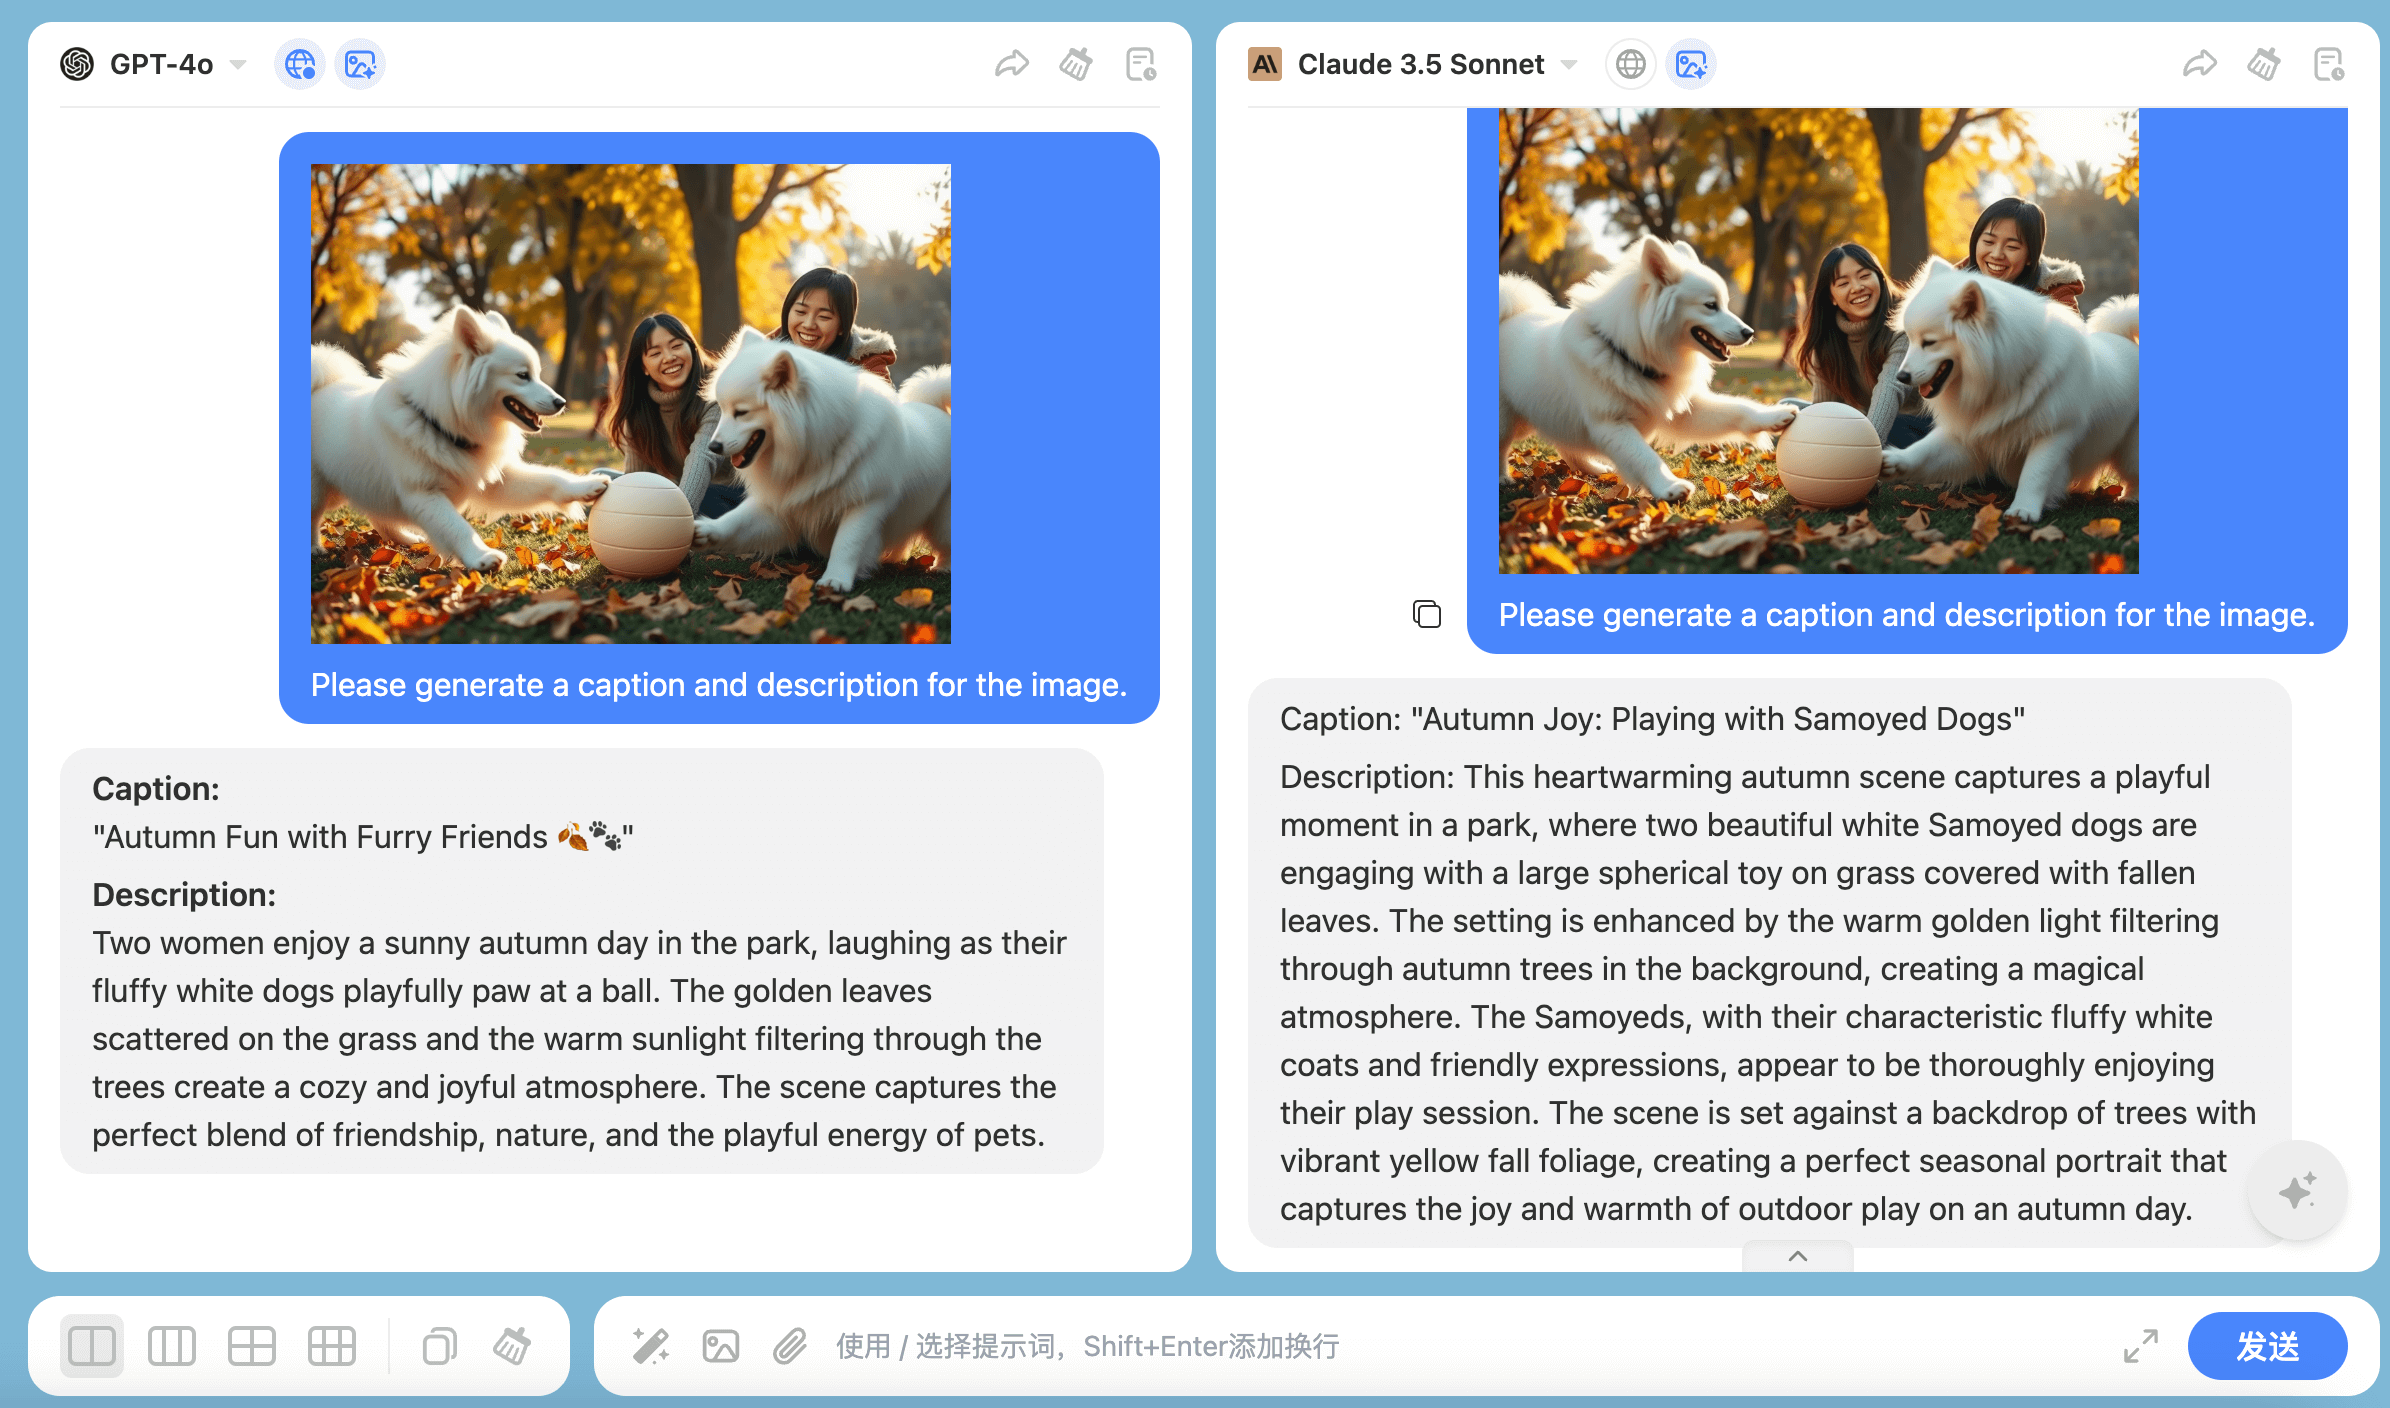 GPT-4o
Please generate a caption and description for the image.
Caption:
"Autumn Fun with Furry Friends 🍂🐾"
Description:
Two women enjoy a sunny autumn day in the park, laughing as their
fluffy white dogs playfully paw at a ball. The golden leaves
scattered on the grass and the warm sunlight filtering through the
trees create a cozy and joyful atmosphere. The scene captures the
perfect blend of friendship, nature, and the playful energy of pets.
Claude 3.5 Sonnet
Please generate a caption and description for the image.
Caption: "Autumn Joy: Playing with Samoyed Dogs"
Description: This heartwarming autumn scene captures a playful
moment in a park, where two beautiful white Samoyed dogs are
engaging with a large spherical toy on grass covered with fallen
leaves. The setting is enhanced by the warm golden light filtering
through autumn trees in the background, creating a magical
atmosphere. The Samoyeds, with their characteristic fluffy white
coats and friendly expressions, appear to be thoroughly enjoying
their play session. The scene is set against a backdrop of trees with
vibrant yellow fall foliage, creating a perfect seasonal portrait that
captures the joy and warmth of outdoor play on an autumn day.
使用 / 选择提示词，Shift+Enter添加换行
发送